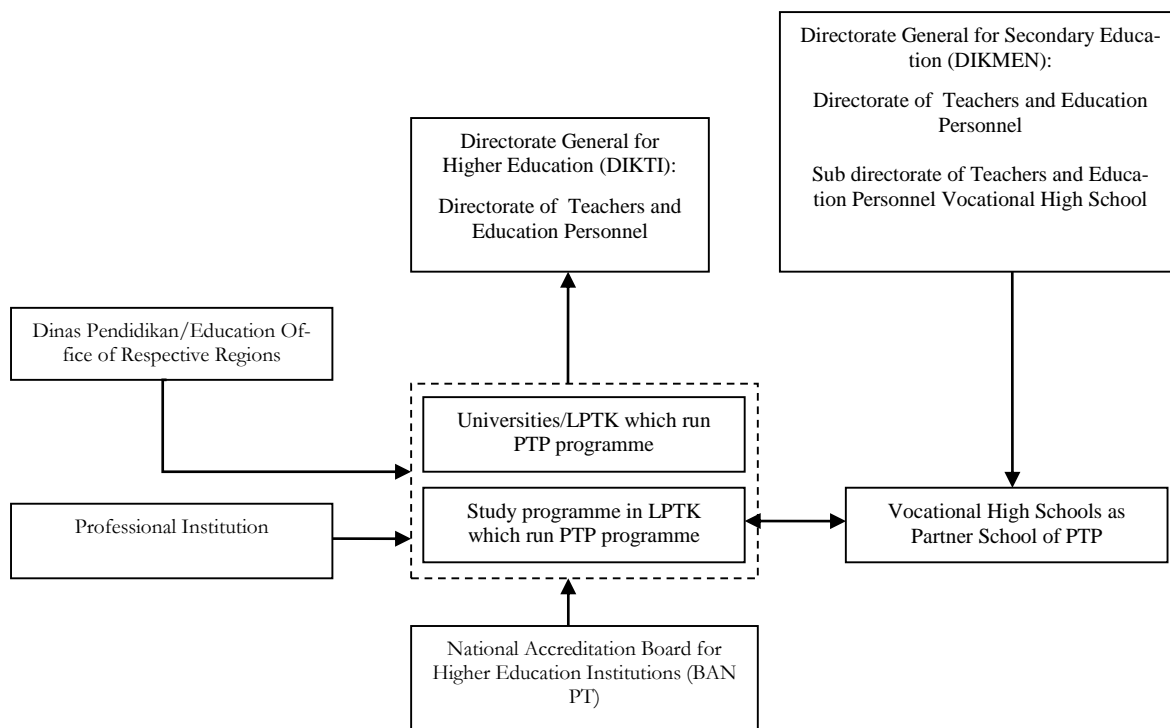 Directorate General for Secondary Educa-
tion (DIKMEN):
Directorate of Teachers and Education
Personnel
Sub directorate of Teachers and Educa-
tion Personnel Vocational High School
Directorate General for
Higher Education (DIKTI):
Directorate of Teachers and
Education Personnel
Dinas Pendidikan/Education Of-
fice of Respective Regions
Universities/LPTK which run
PTP programme
Professional Institution
Study programme in LPTK
which run PTP programme
Vocational High Schools as
Partner School of PTP
National Accreditation Board for
Higher Education Institutions (BAN
PT)